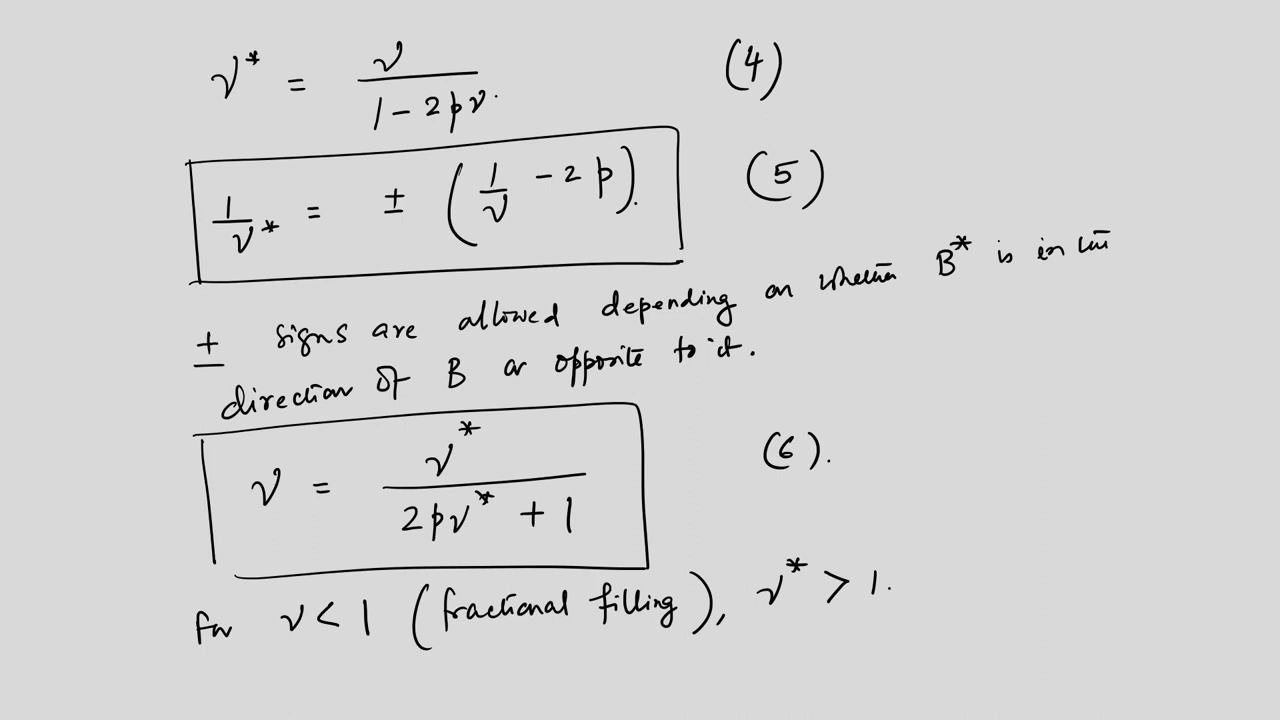 ν* = ν / (1 - 2pν). (4)
1/ν* = ± (1/ν - 2p). (5)
± signs are allowed depending on whether B* is in the
direction of B or opposite to it.
ν = ν* / (2pν* + 1) (6).
For ν < 1 (fractional filling), ν* > 1.